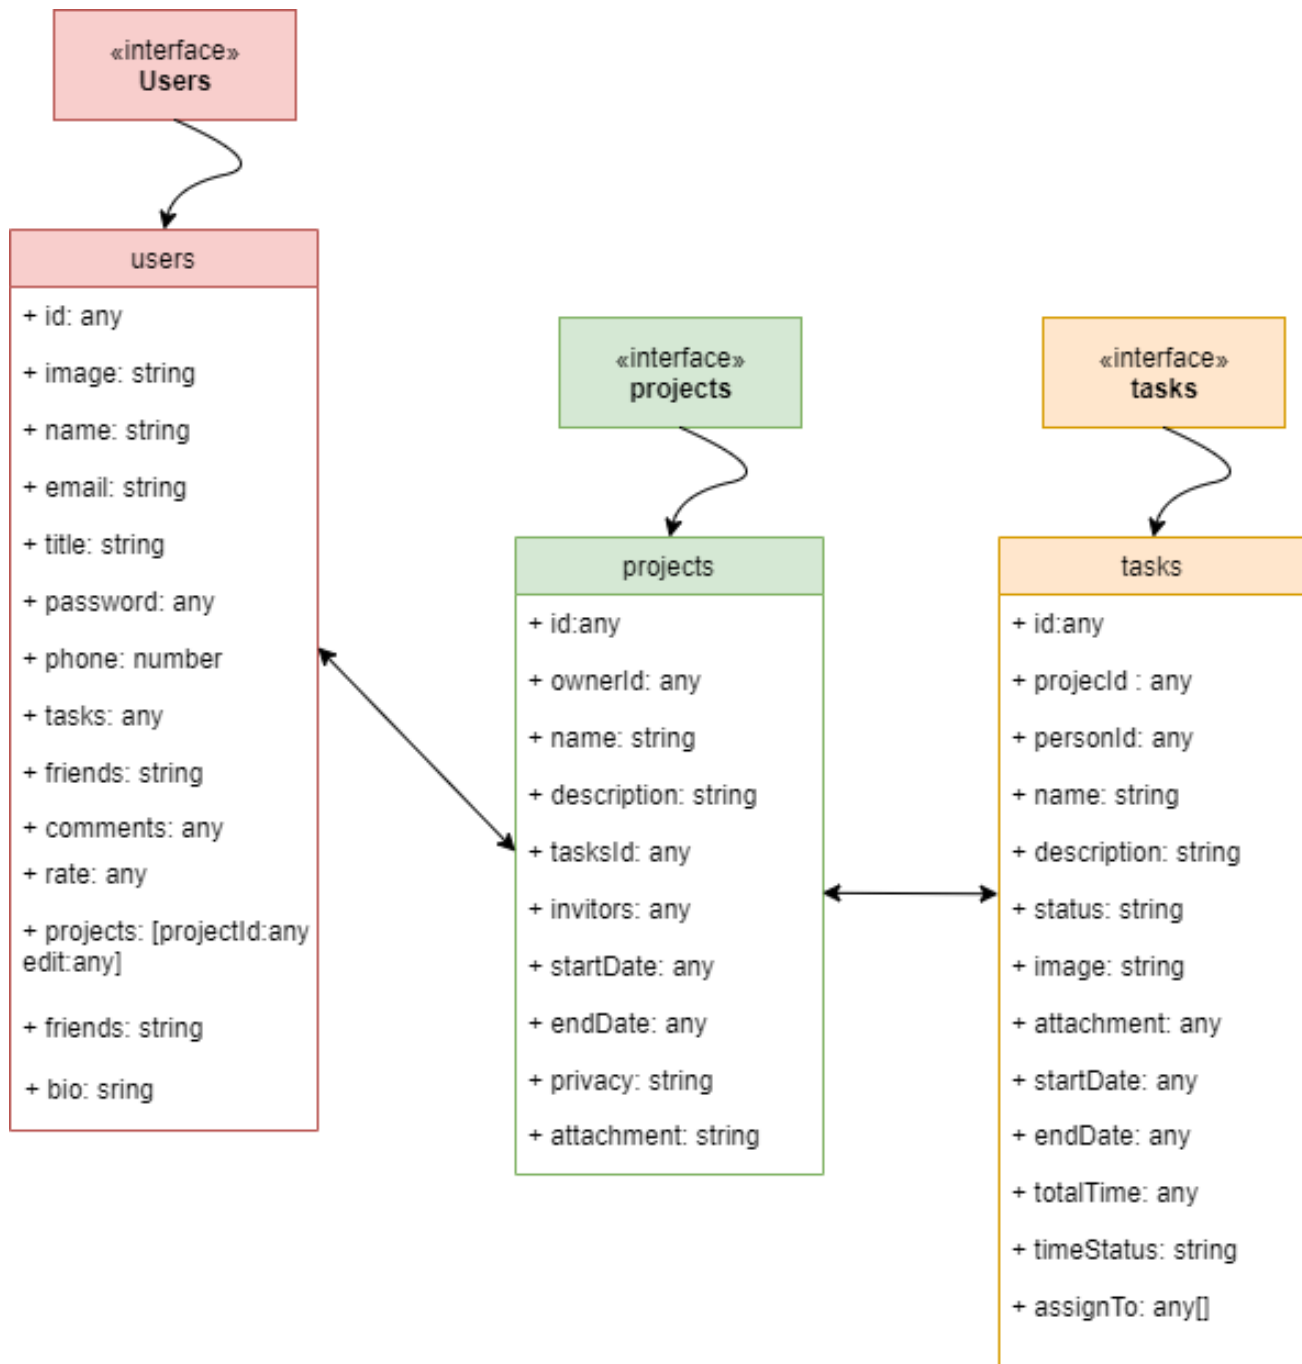 «interface»
Users
users
+ id: any
+ image: string
+ name: string
+ email: string
+ title: string
+ password: any
+ phone: number
+ tasks: any
+ friends: string
+ comments: any
+ rate: any
+ projects: [projectId:any
edit:any]
+ friends: string
+ bio: sring
«interface»
projects
projects
+ id:any
+ ownerId: any
+ name: string
+ description: string
+ tasksId: any
+ invitors: any
+ startDate: any
+ endDate: any
+ privacy: string
+ attachment: string
«interface»
tasks
tasks
+ id:any
+ projecId : any
+ personId: any
+ name: string
+ description: string
+ status: string
+ image: string
+ attachment: any
+ startDate: any
+ endDate: any
+ totalTime: any
+ timeStatus: string
+ assignTo: any[]